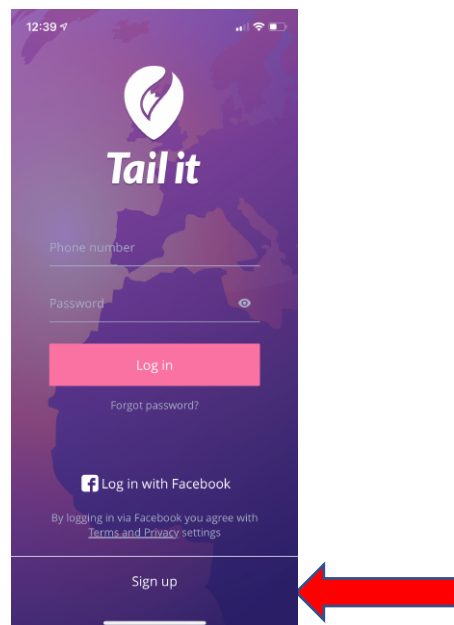 12:39
Tail it
Phone number
Password
Log in
Forgot password?
Log in with Facebook
By logging in via Facebook you agree with
Terms and Privacy settings
Sign up